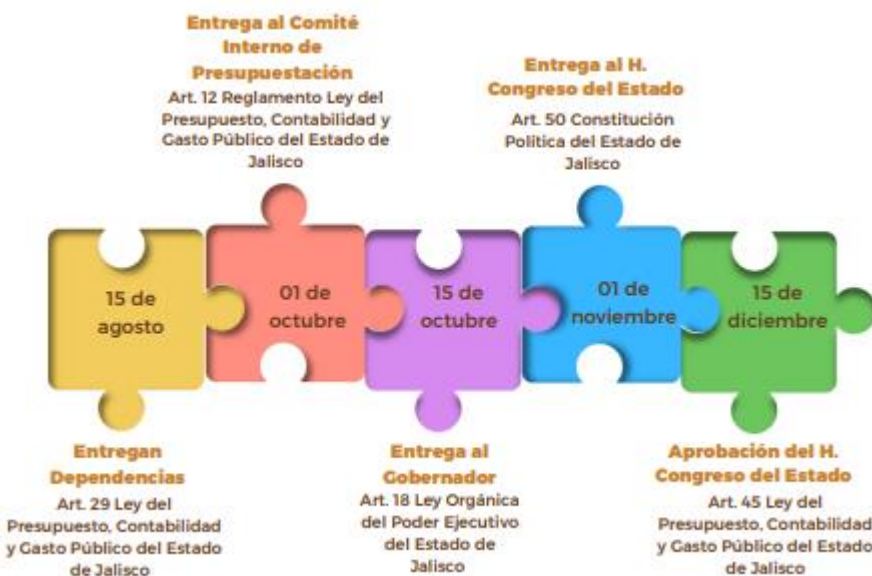 Entrega al Comité
Interno de
Presupuestación
Art. 12 Reglamento Ley del
Presupuesto, Contabilidad y
Gasto Público del Estado de
Jalisco
Entrega al H.
Congreso del Estado
Art. 50 Constitución
Política del Estado de
Jalisco
15 de
agosto
01 de
octubre
15 de
octubre
01 de
noviembre
15 de
diciembre
Entregan
Dependencias
Art. 29 Ley del
Presupuesto, Contabilidad
y Gasto Público del Estado
de Jalisco
Entrega al
Gobernador
Art. 18 Ley Orgánica
del Poder Ejecutivo
del Estado de
Jalisco
Aprobación del H.
Congreso del Estado
Art. 45 Ley del
Presupuesto, Contabilidad
y Gasto Público del Estado
de Jalisco